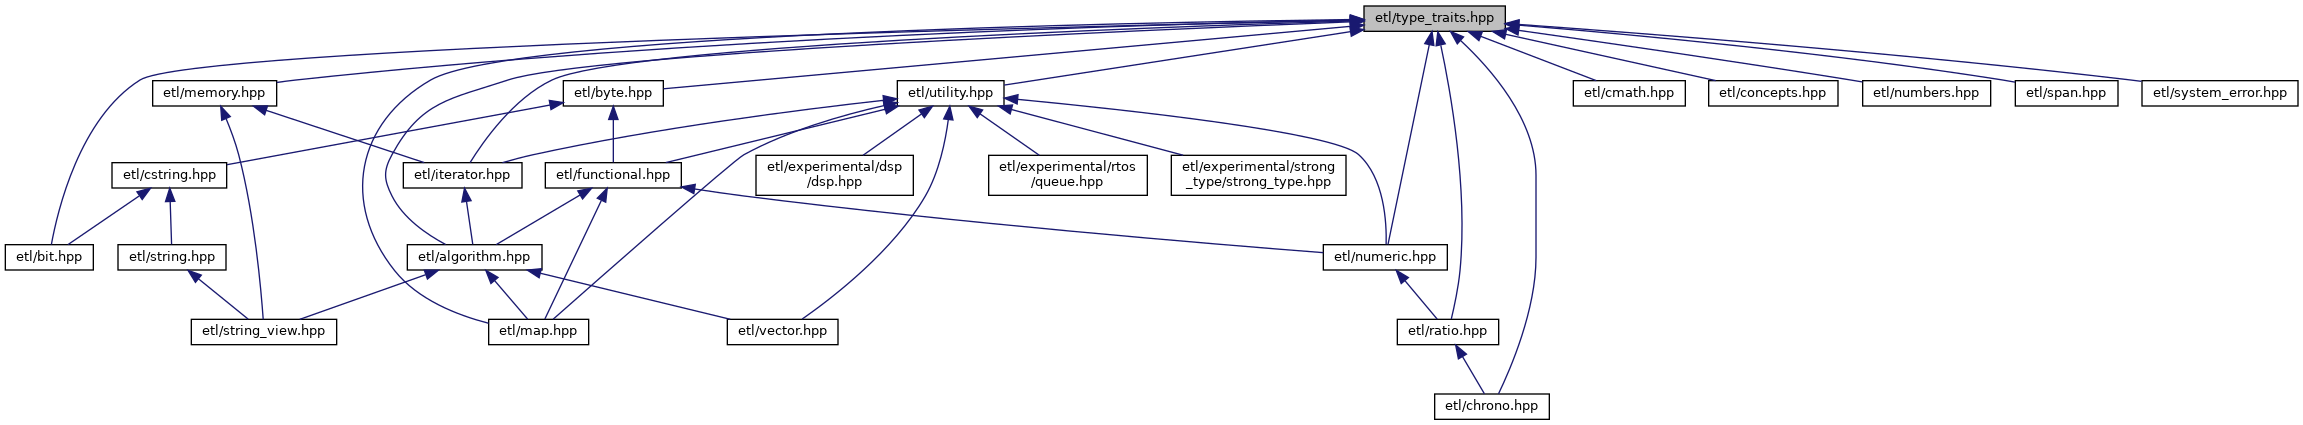 etl/type_traits.hpp
etl/memory.hpp
etl/byte.hpp
etl/utility.hpp
etl/cmath.hpp
etl/concepts.hpp
etl/numbers.hpp
etl/span.hpp
etl/system_error.hpp
etl/cstring.hpp
etl/iterator.hpp
etl/functional.hpp
etl/experimental/dsp
/dsp.hpp
etl/experimental/rtos
/queue.hpp
etl/experimental/strong
_type/strong_type.hpp
etl/bit.hpp
etl/string.hpp
etl/algorithm.hpp
etl/numeric.hpp
etl/string_view.hpp
etl/map.hpp
etl/vector.hpp
etl/ratio.hpp
etl/chrono.hpp